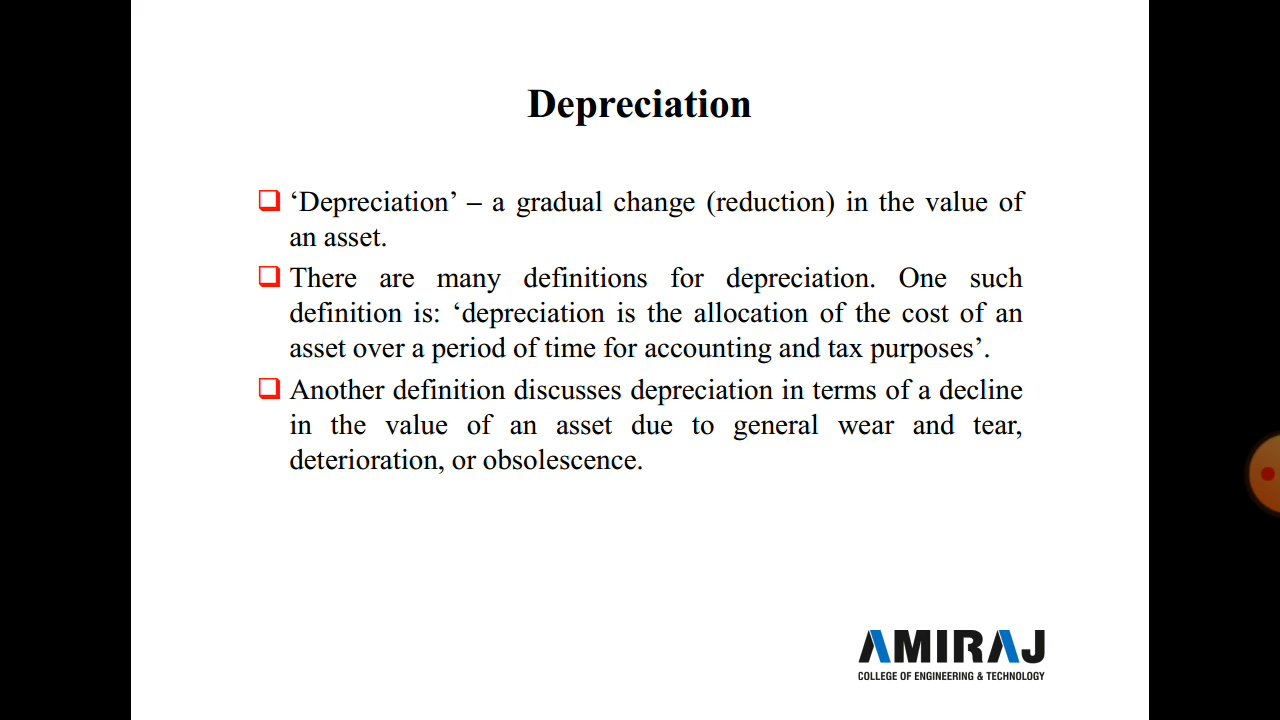 Depreciation
‘Depreciation’ – a gradual change (reduction) in the value of
an asset.
There are many definitions for depreciation. One such
definition is: ‘depreciation is the allocation of the cost of an
asset over a period of time for accounting and tax purposes’.
Another definition discusses depreciation in terms of a decline
in the value of an asset due to general wear and tear,
deterioration, or obsolescence.
AMIRAJ
COLLEGE OF ENGINEERING & TECHNOLOGY